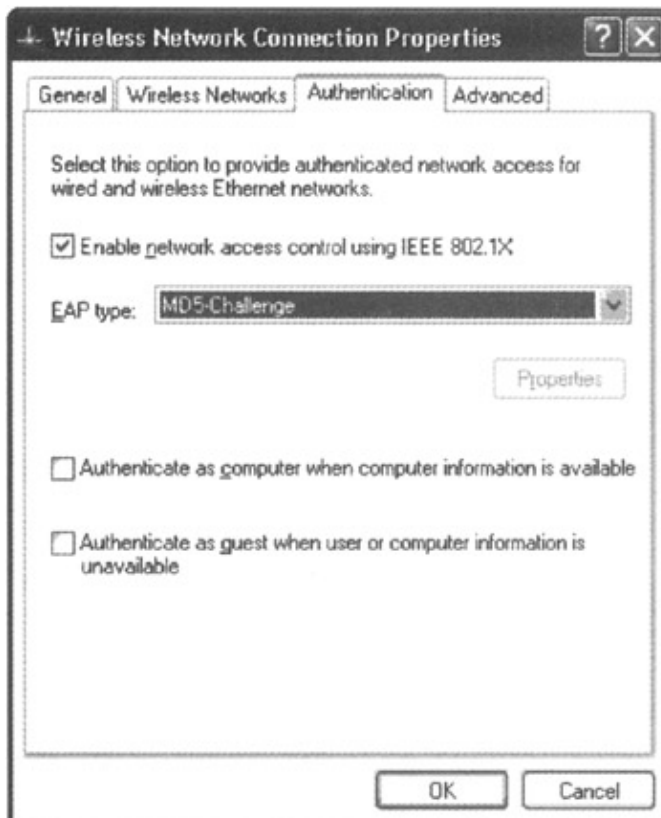 Wireless Network Connection Properties
General Wireless Networks Authentication Advanced
Select this option to provide authenticated network access for
wired and wireless Ethernet networks.
Enable network access control using IEEE 802.1X
EAP type: MD5-Challenge
Properties
Authenticate as computer when computer information is available
Authenticate as guest when user or computer information is
unavailable
OK Cancel